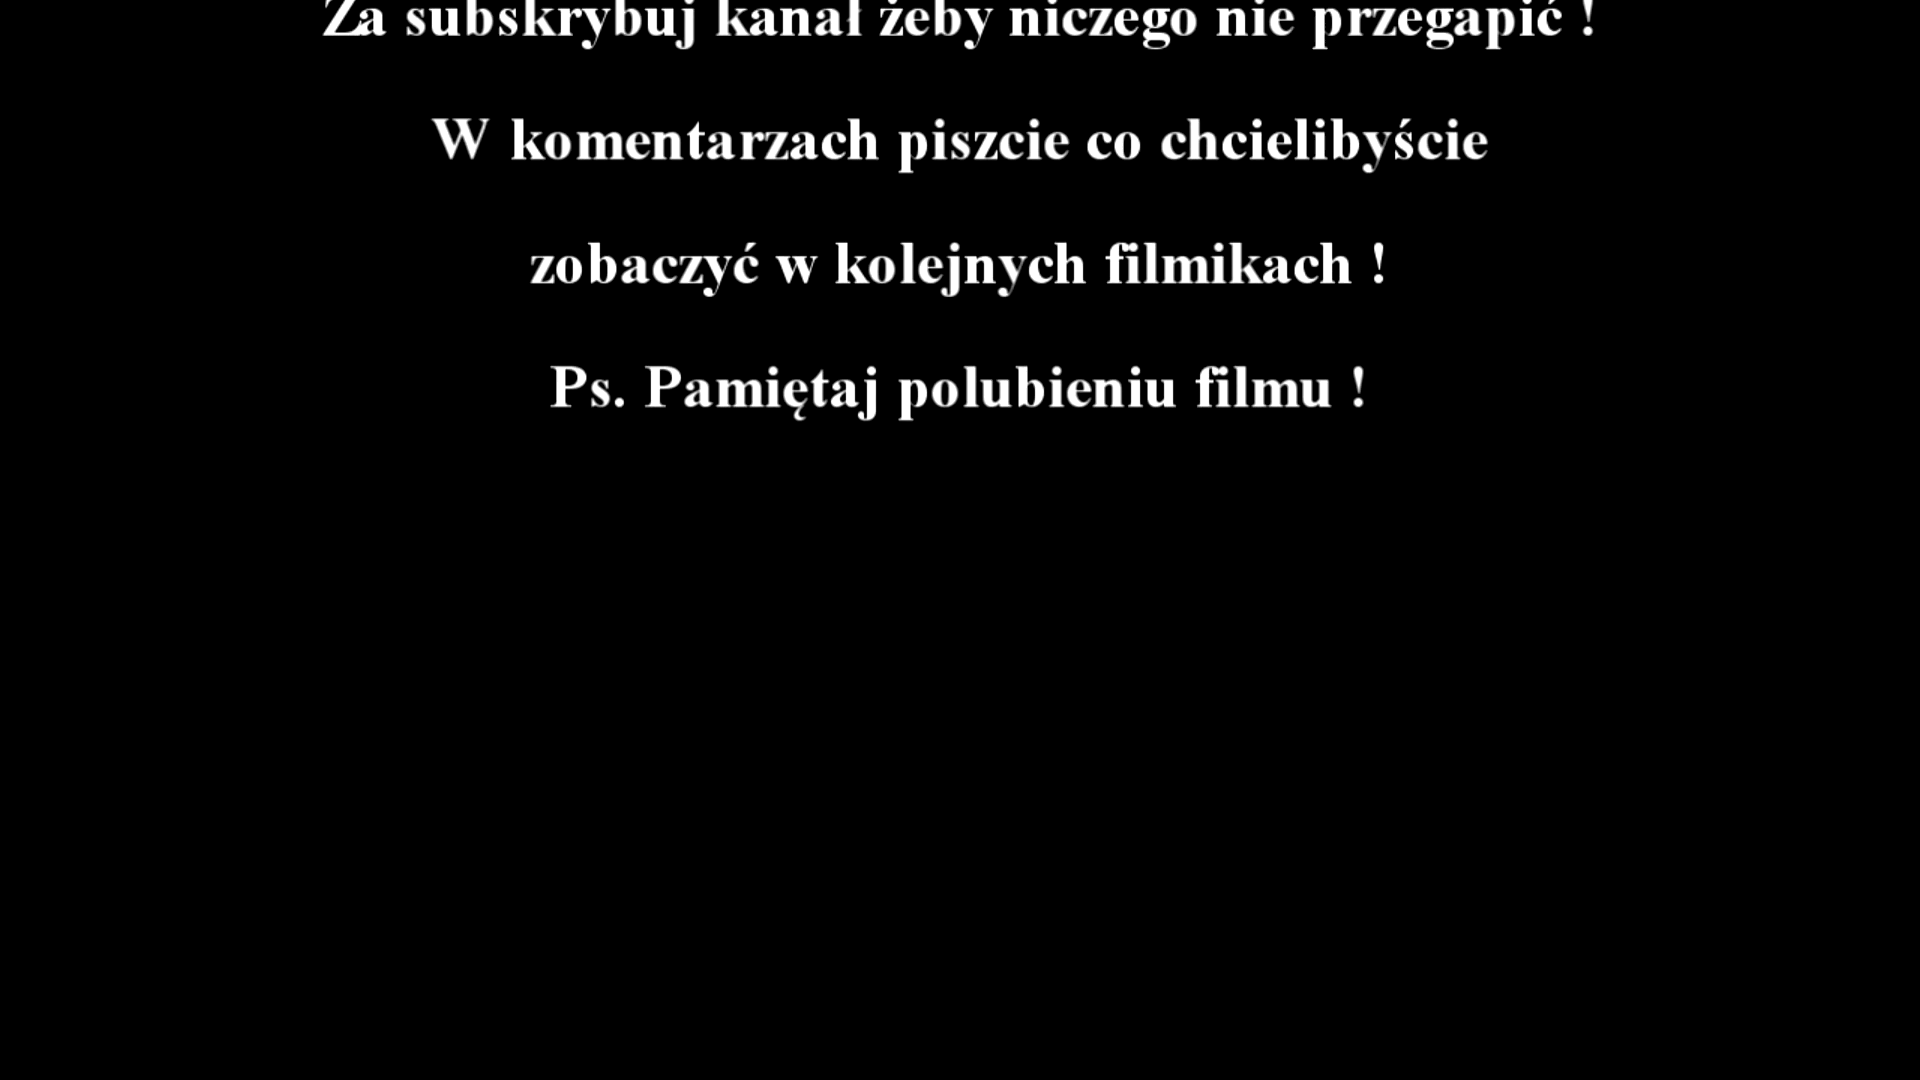 Za subskrybuj kanał żeby niczego nie przegapić !
W komentarzach piszcie co chcielibyście
zobaczyć w kolejnych filmikach !
Ps. Pamiętaj polubieniu filmu !